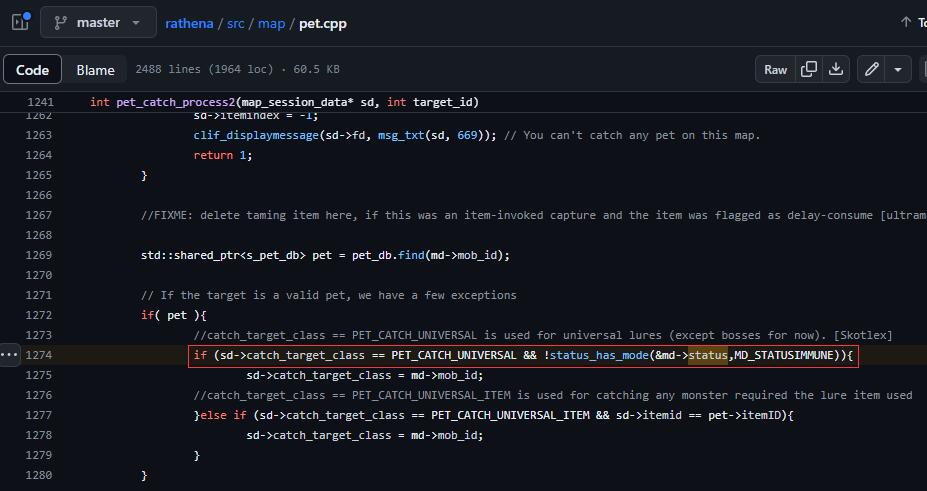 master
rathena / src / map / pet.cpp
Code Blame 2488 lines (1964 loc) · 60.5 KB Raw
1241 int pet_catch_process2(map_session_data* sd, int target_id)
1262 sd->itemindex = -1;
1263 clif_displaymessage(sd->fd, msg_txt(sd, 669)); // You can't catch any pet on this map.
1264 return 1;
1265 }
1266
1267 //FIXME: delete taming item here, if this was an item-invoked capture and the item was flagged as delay-consume [ultram
1268
1269 std::shared_ptr<s_pet_db> pet = pet_db.find(md->mob_id);
1270
1271 // If the target is a valid pet, we have a few exceptions
1272 if( pet ){
1273 //catch_target_class == PET_CATCH_UNIVERSAL is used for universal lures (except bosses for now). [Skotlex]
1274 if (sd->catch_target_class == PET_CATCH_UNIVERSAL && !status_has_mode(&md->status,MD_STATUSIMMUNE)){
1275 sd->catch_target_class = md->mob_id;
1276 //catch_target_class == PET_CATCH_UNIVERSAL_ITEM is used for catching any monster required the lure item used
1277 }else if (sd->catch_target_class == PET_CATCH_UNIVERSAL_ITEM && sd->itemid == pet->itemID){
1278 sd->catch_target_class = md->mob_id;
1279 }
1280 }